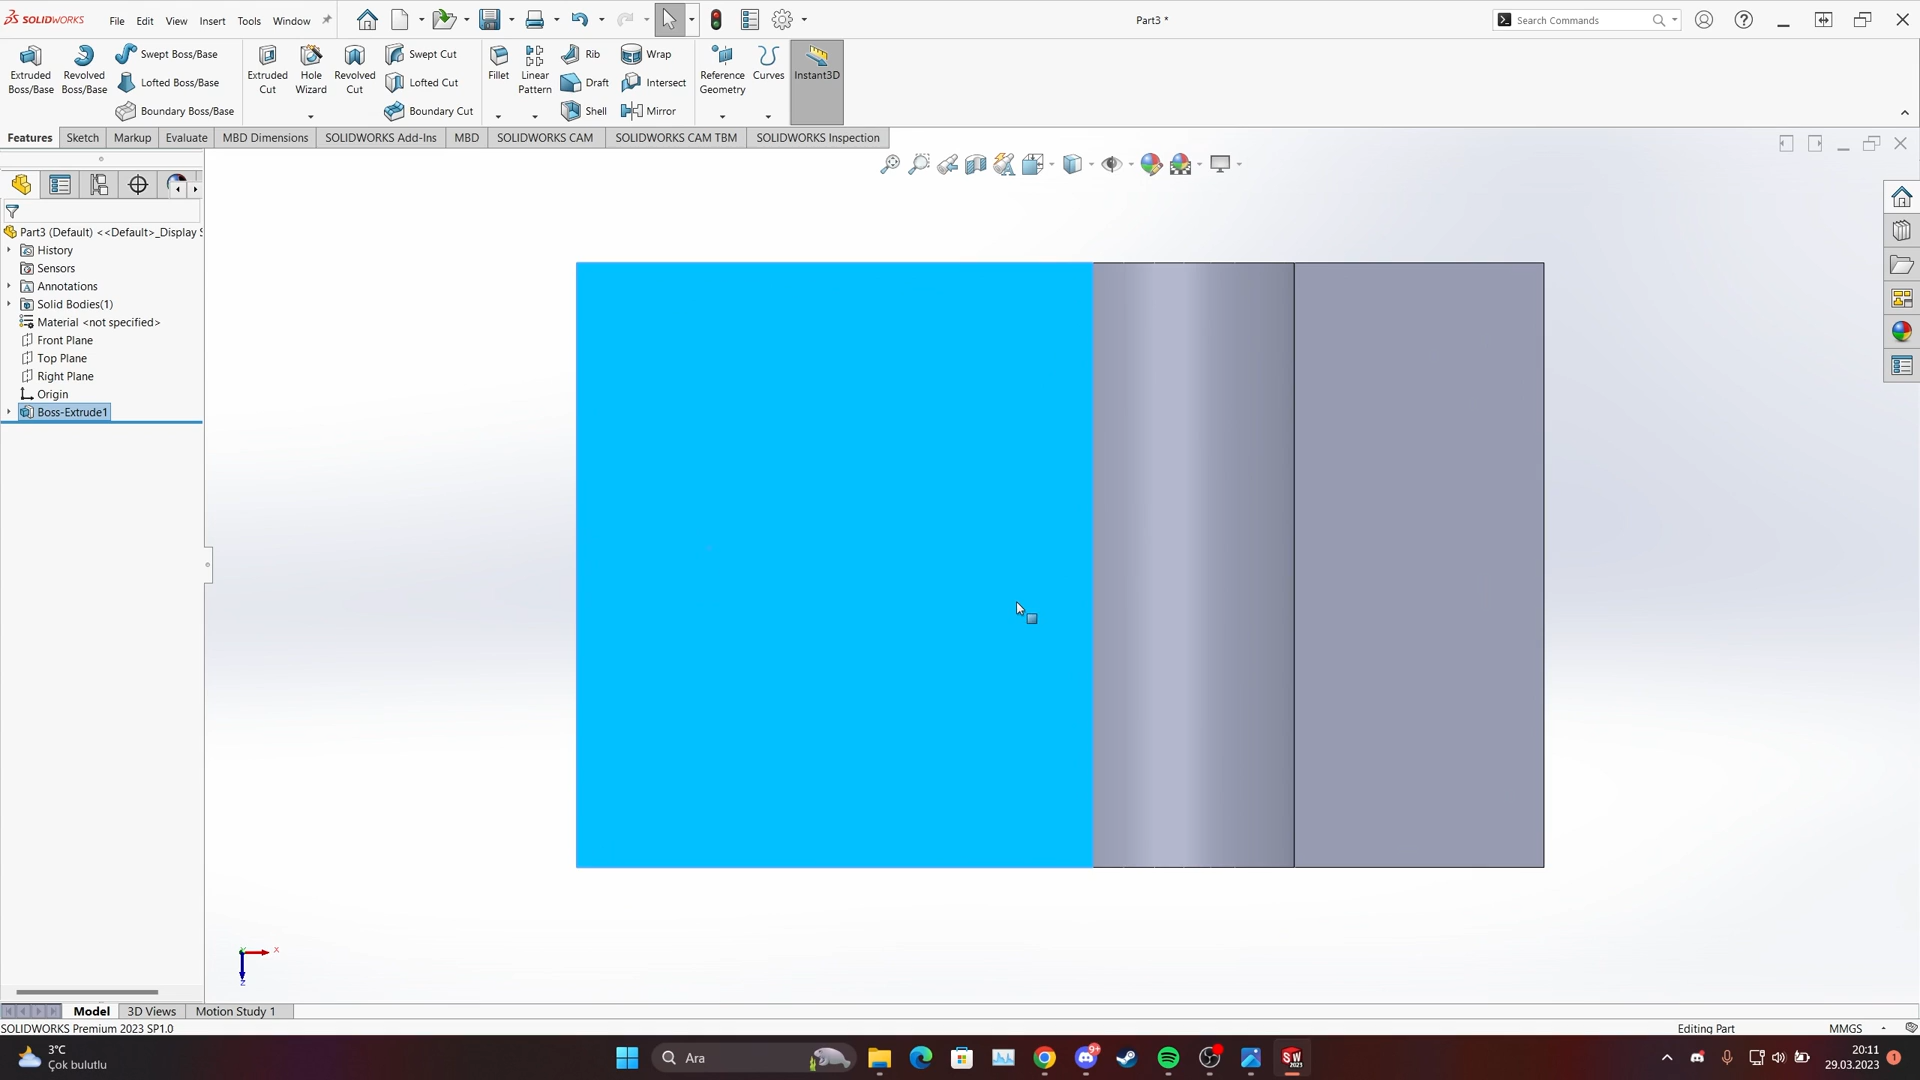 SOLIDWORKS File Edit View Insert Tools Window Part3 * Search Commands
Extruded Boss/Base
Revolved Boss/Base
Swept Boss/Base
Lofted Boss/Base
Boundary Boss/Base
Extruded Cut
Hole Wizard
Revolved Cut
Swept Cut
Lofted Cut
Boundary Cut
Fillet
Linear Pattern
Rib
Draft
Shell
Wrap
Intersect
Mirror
Reference Geometry
Curves
Instant3D
Features Sketch Markup Evaluate MBD Dimensions SOLIDWORKS Add-Ins MBD SOLIDWORKS CAM SOLIDWORKS CAM TBM SOLIDWORKS Inspection
Part3 (Default) <<Default>_Display S
History
Sensors
Annotations
Solid Bodies(1)
Material <not specified>
Front Plane
Top Plane
Right Plane
Origin
Boss-Extrude1
X
Z
Model 3D Views Motion Study 1
SOLIDWORKS Premium 2023 SP1.0 Editing Part MMGS
3°C
Çok bulutlu
Ara
9+
SW
2023
20:11
29.03.2023
1